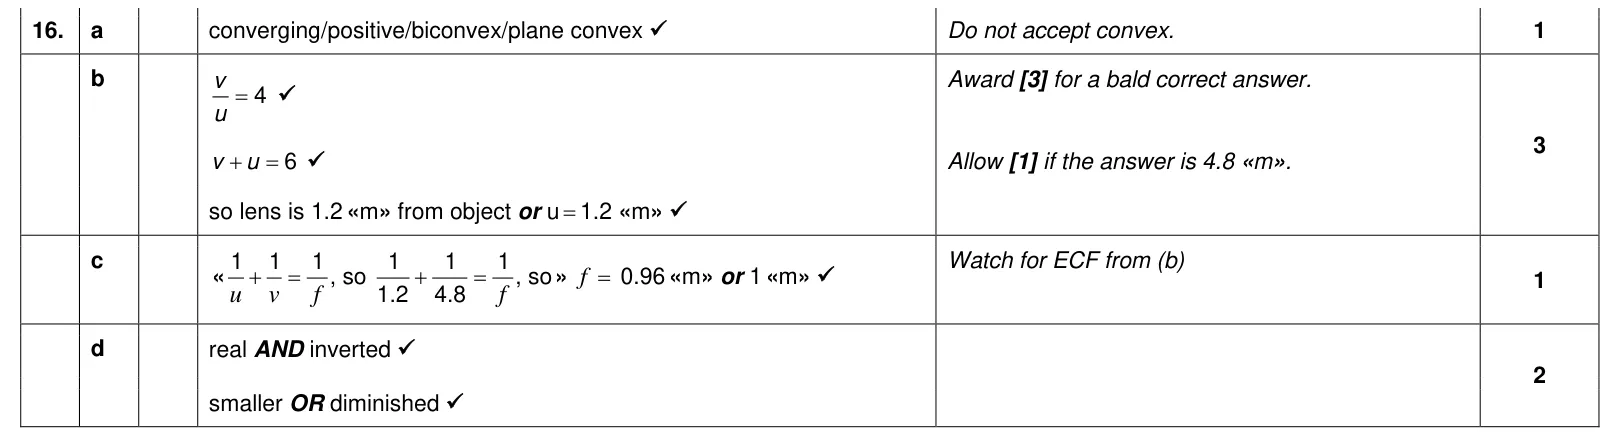 16. a converging/positive/biconvex/plane convex ✓ Do not accept convex. 1
b v/u = 4 ✓ Award [3] for a bald correct answer.
v + u = 6 ✓ Allow [1] if the answer is 4.8 «m». 3
so lens is 1.2 «m» from object or u = 1.2 «m» ✓
c «1/u + 1/v = 1/f, so 1/1.2 + 1/4.8 = 1/f, so» f = 0.96 «m» or 1 «m» ✓ Watch for ECF from (b) 1
d real AND inverted ✓ 2
smaller OR diminished ✓